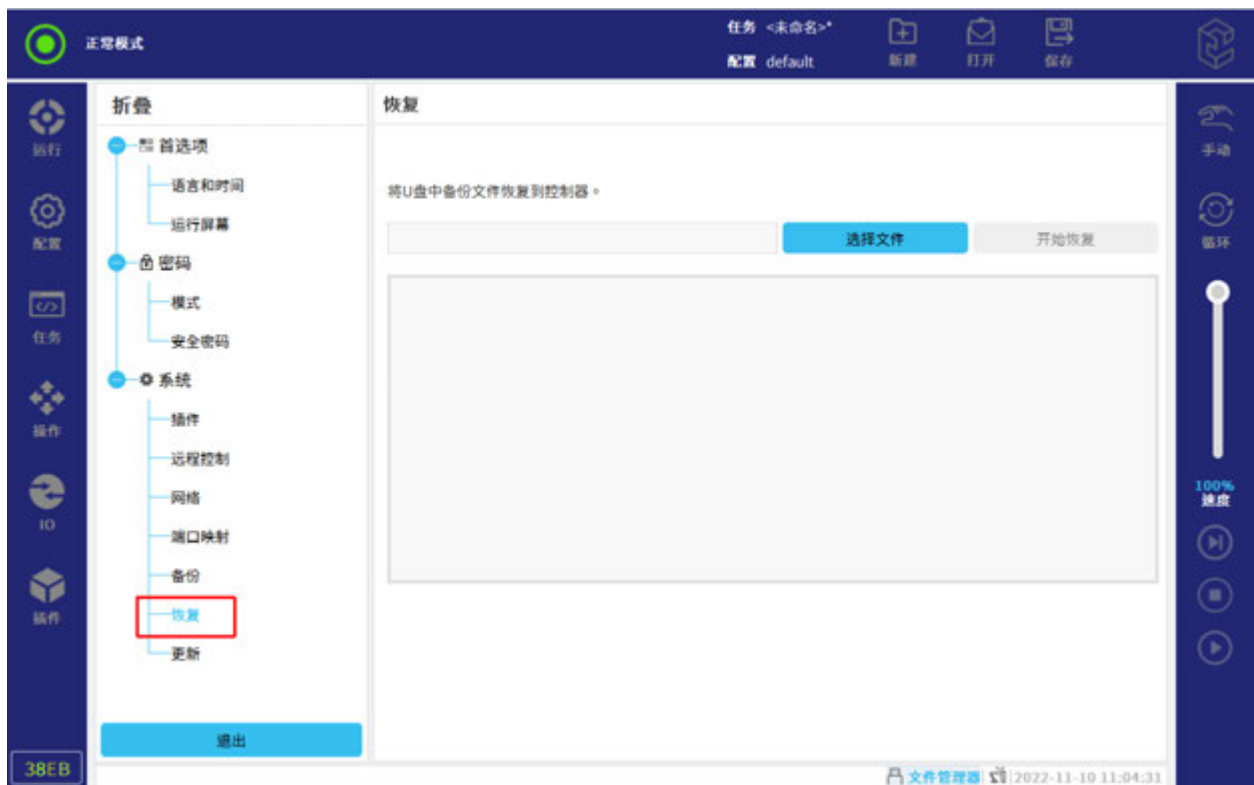 正常模式
任务 <未命名>*
配置 default
新建
打开
保存
运行
配置
任务
操作
IO
插件
38EB
折叠
首选项
语言和时间
运行屏幕
密码
模式
安全密码
系统
插件
远程控制
网络
端口映射
备份
恢复
更新
退出
恢复
将U盘中备份文件恢复到控制器。
选择文件
开始恢复
手动
循环
100%
速度
文件管理器
2022-11-10 11:04:31